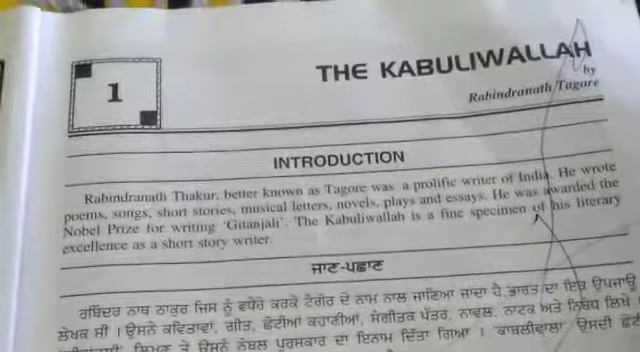 1
THE KABULIWALLAH
by
Rabindranath Tagore
INTRODUCTION
Rabindranath Thakur, better known as Tagore was a prolific writer of India. He wrote
poems, songs, short stories, musical letters, novels, plays and essays. He was awarded the
Nobel Prize for writing 'Gitanjali'. The Kabuliwallah is a fine specimen of his literary
excellence as a short story writer.
ਜਾਣ-ਪਛਾਣ
ਰਬਿੰਦਰ ਨਾਥ ਠਾਕੁਰ ਜਿਸ ਨੂੰ ਵਧੇਰੇ ਕਰਕੇ ਟੈਗੋਰ ਦੇ ਨਾਮ ਨਾਲ ਜਾਣਿਆ ਜਾਂਦਾ ਹੈ, ਭਾਰਤ ਦਾ ਇਕ ਉਪਜਾਊ
ਲੇਖਕ ਸੀ । ਉਸਨੇ ਕਵਿਤਾਵਾਂ, ਗੀਤ, ਛੋਟੀਆਂ ਕਹਾਣੀਆਂ, ਸੰਗੀਤਕ ਪੱਤਰ, ਨਾਵਲ, ਨਾਟਕ ਅਤੇ ਨਿਬੰਧ ਲਿਖੇ ।
ਲਿਖਣ ਤੇ ਉਸਨੂੰ ਨੋਬਲ ਪੁਰਸਕਾਰ ਦਾ ਇਨਾਮ ਦਿੱਤਾ ਗਿਆ । 'ਕਾਬਲੀਵਾਲਾ' ਉਸਦੀ